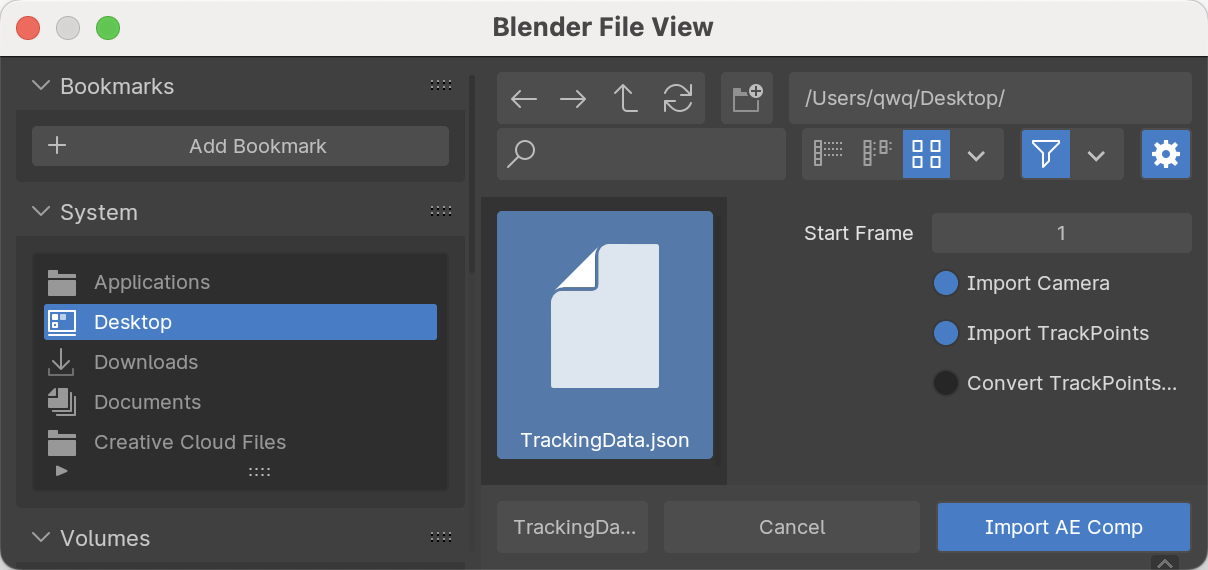 Blender File View
Bookmarks
Add Bookmark
System
Applications
Desktop
Downloads
Documents
Creative Cloud Files
Volumes
/Users/qwq/Desktop/
TrackingData.json
Start Frame 1
Import Camera
Import TrackPoints
Convert TrackPoints...
TrackingDa...
Cancel
Import AE Comp